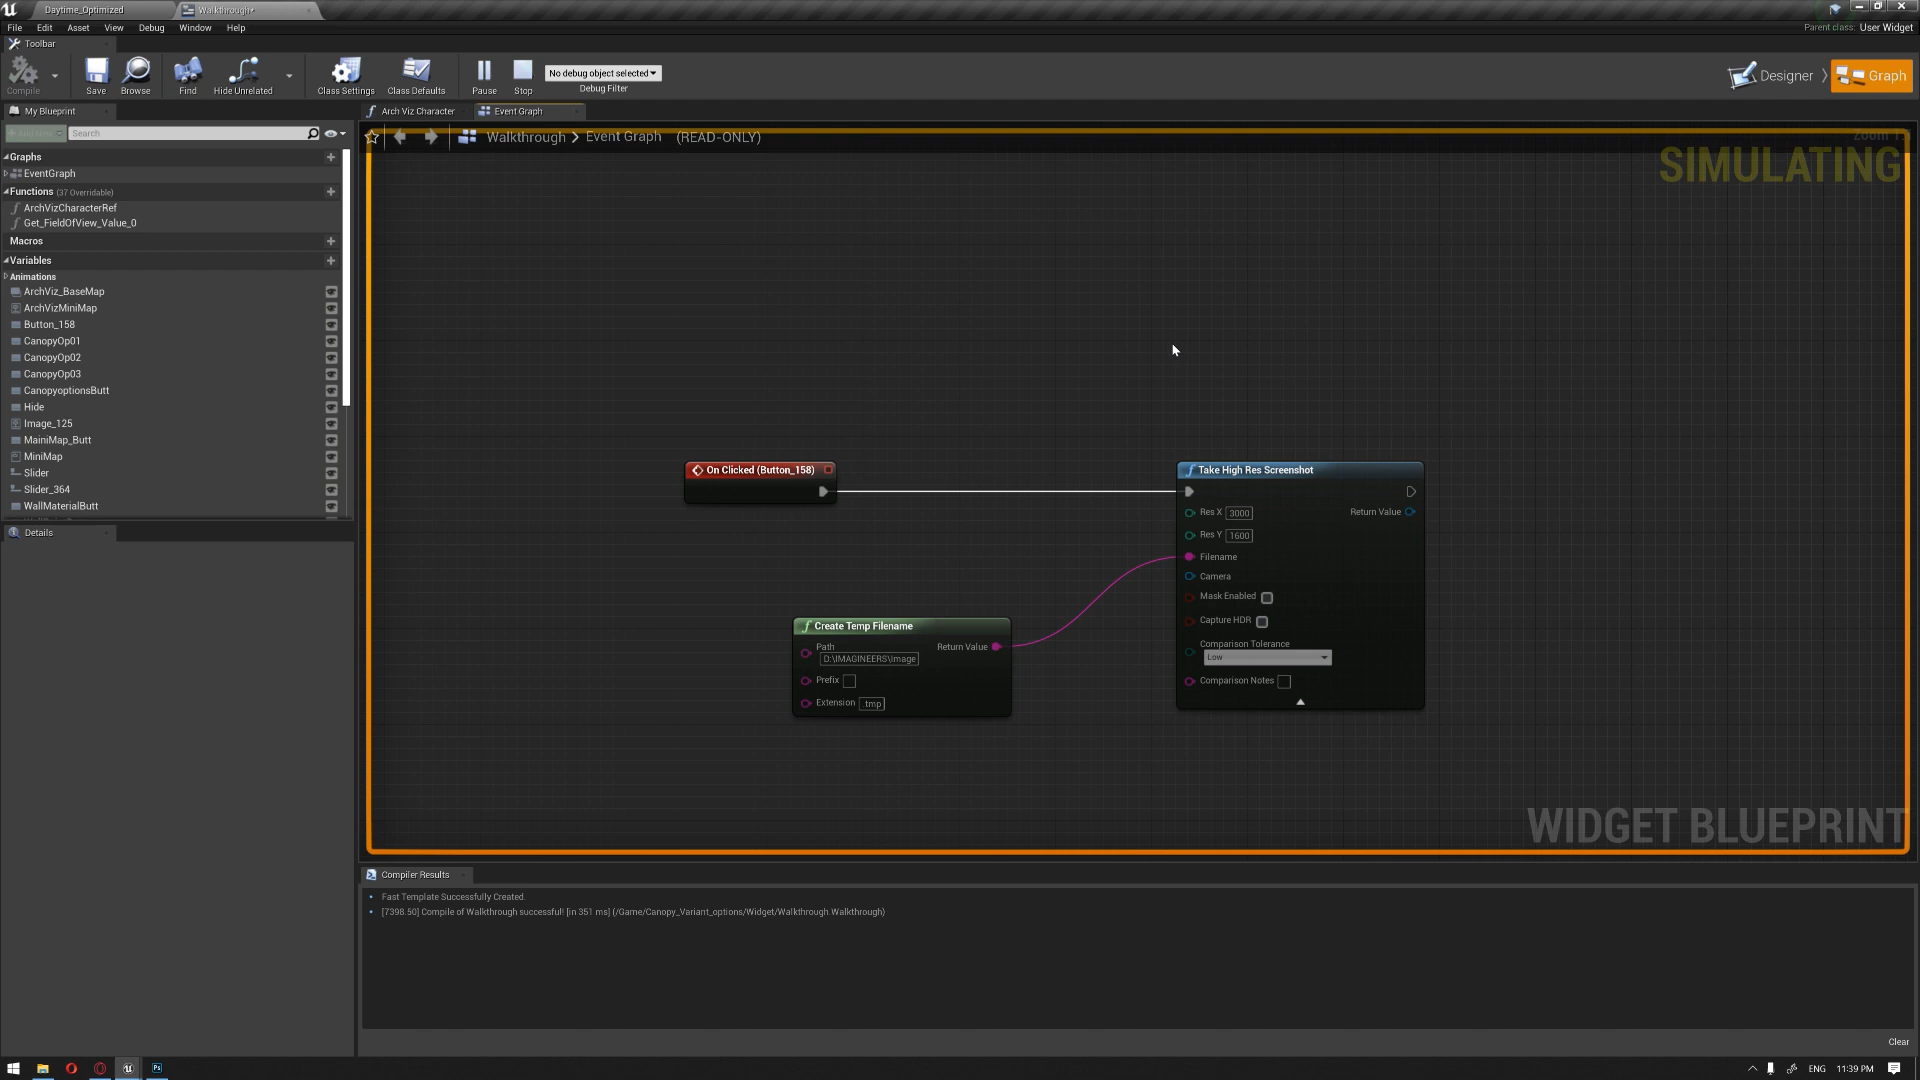 Daytime_Optimized
Walkthrough*
File Edit Asset View Debug Window Help
Parent class: User Widget
Toolbar
Compile Save Browse Find Hide Unrelated Class Settings Class Defaults Pause Stop
No debug object selected
Debug Filter
Designer Graph
My Blueprint
Arch Viz Character
Event Graph
Add New
Search
Walkthrough > Event Graph (READ-ONLY)
SIMULATING
Graphs
EventGraph
Functions (37 Overridable)
ArchVizCharacterRef
Get_FieldOfView_Value_0
Macros
Variables
Animations
ArchViz_BaseMap
ArchVizMiniMap
Button_158
CanopyOp01
CanopyOp02
CanopyOp03
CanopyoptionsButt
Hide
Image_125
MainiMap_Butt
MiniMap
Slider
Slider_364
WallMaterialButt
Details
On Clicked (Button_158)
Take High Res Screenshot
Res X 3000
Return Value
Res Y 1600
Filename
Camera
Mask Enabled
Capture HDR
Comparison Tolerance
Low
Comparison Notes
Create Temp Filename
Path
D:\IMAGINEERS\Image
Return Value
Prefix
Extension .tmp
WIDGET BLUEPRINT
Compiler Results
Fast Template Successfully Created.
[7398.50] Compile of Walkthrough successful! [in 351 ms] (/Game/Canopy_Variant_options/Widget/Walkthrough.Walkthrough)
Clear
ENG 11:39 PM